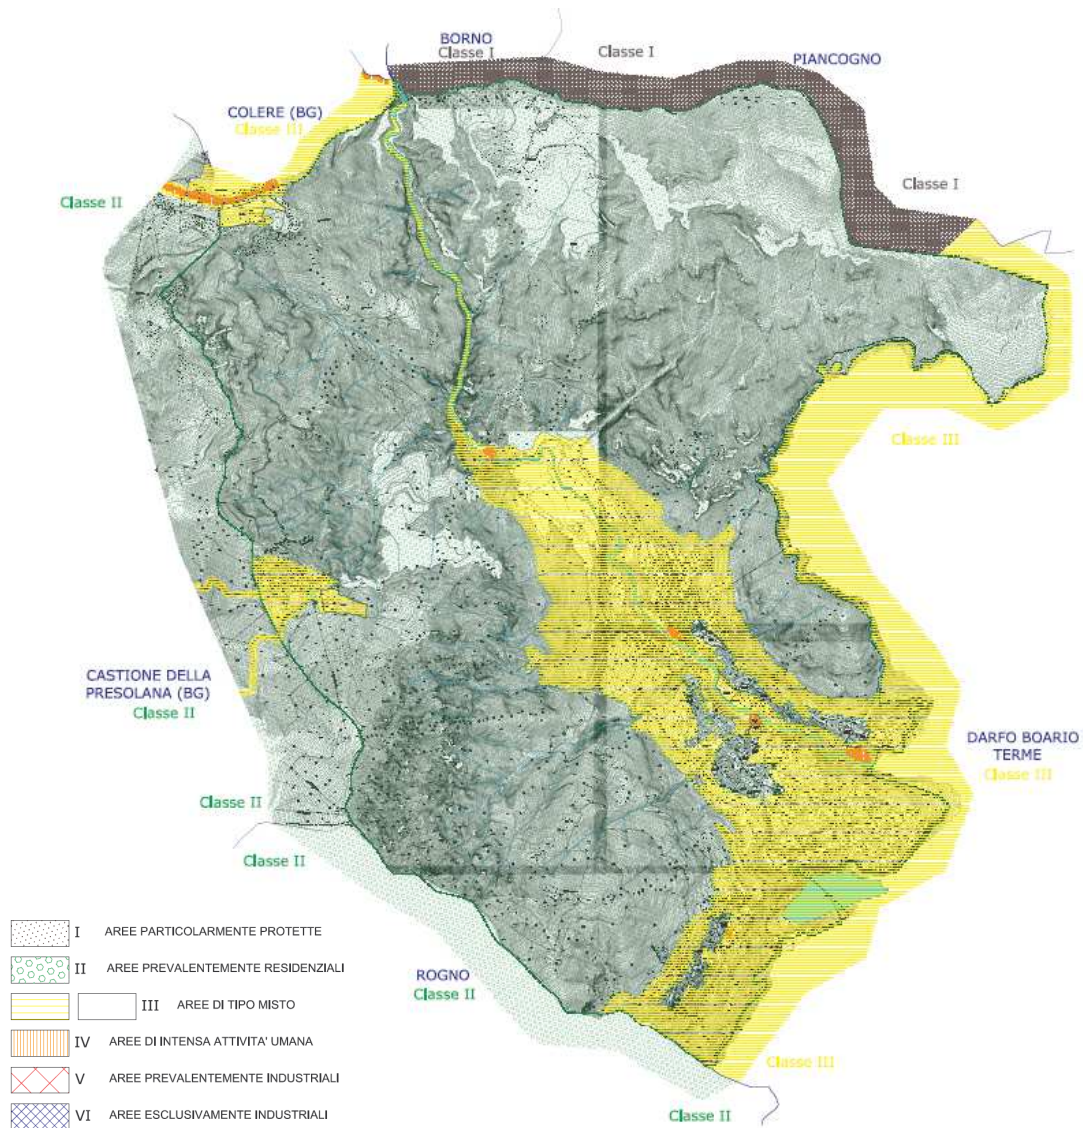 BORNO
Classe I
Classe I
PIANCOGNO
COLERE (BG)
Classe III
Classe II
Classe I
Classe III
CASTIONE DELLA
PRESOLANA (BG)
Classe II
DARFO BOARIO
TERME
Classe III
Classe II
Classe II
I AREE PARTICOLARMENTE PROTETTE
II AREE PREVALENTEMENTE RESIDENZIALI
III AREE DI TIPO MISTO
IV AREE DI INTENSA ATTIVITA' UMANA
V AREE PREVALENTEMENTE INDUSTRIALI
VI AREE ESCLUSIVAMENTE INDUSTRIALI
ROGNO
Classe II
Classe III
Classe II